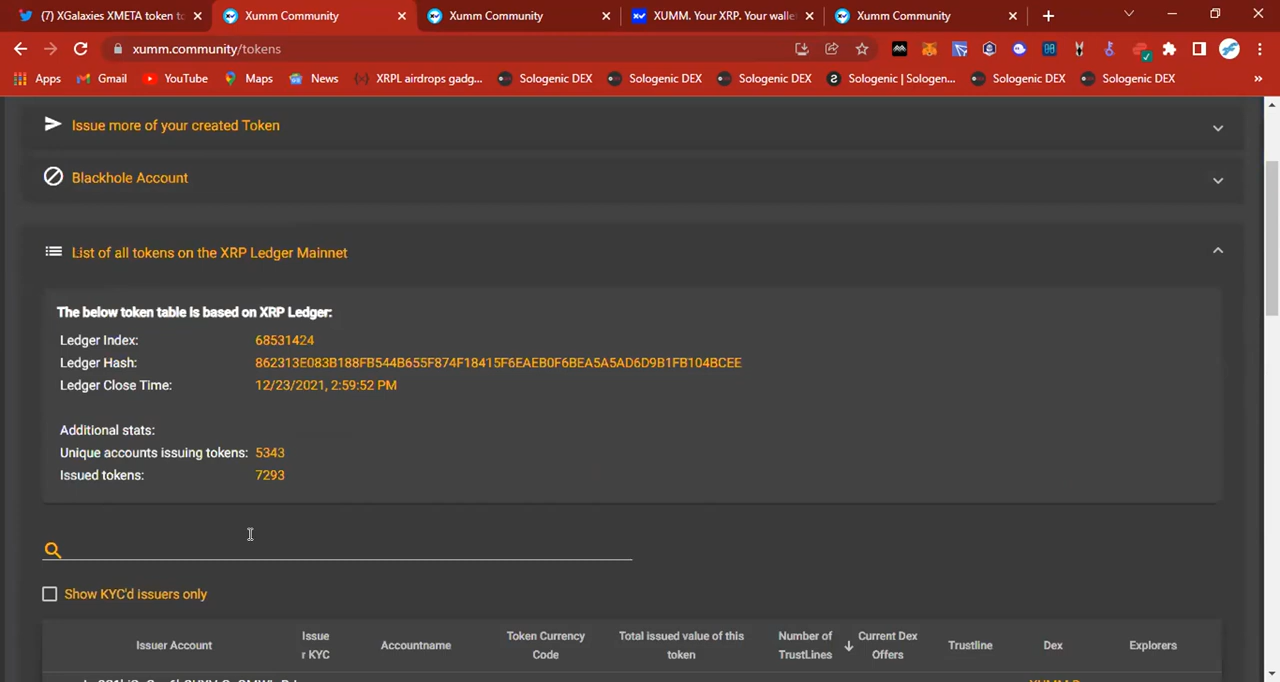 (7) XGalaxies XMETA token to
Xumm Community
Xumm Community
XUMM. Your XRP. Your walle
Xumm Community
xumm.community/tokens
Apps
Gmail
YouTube
Maps
News
XRPL airdrops gadg...
Sologenic DEX
Sologenic DEX
Sologenic DEX
Sologenic | Sologen...
Sologenic DEX
Sologenic DEX
Issue more of your created Token
Blackhole Account
List of all tokens on the XRP Ledger Mainnet
The below token table is based on XRP Ledger:
Ledger Index: 68531424
Ledger Hash: 862313E083B188FB544B655F874F18415F6EAEB0F6BEA5A5AD6D9B1FB104BCEE
Ledger Close Time: 12/23/2021, 2:59:52 PM
Additional stats:
Unique accounts issuing tokens: 5343
Issued tokens: 7293
Show KYC'd issuers only
Issuer Account
Issue
r KYC
Accountname
Token Currency
Code
Total issued value of this
token
Number of
TrustLines
Current Dex
Offers
Trustline
Dex
Explorers